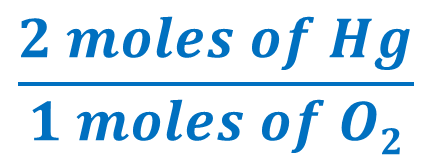 2 moles of Hg
1 moles of O₂